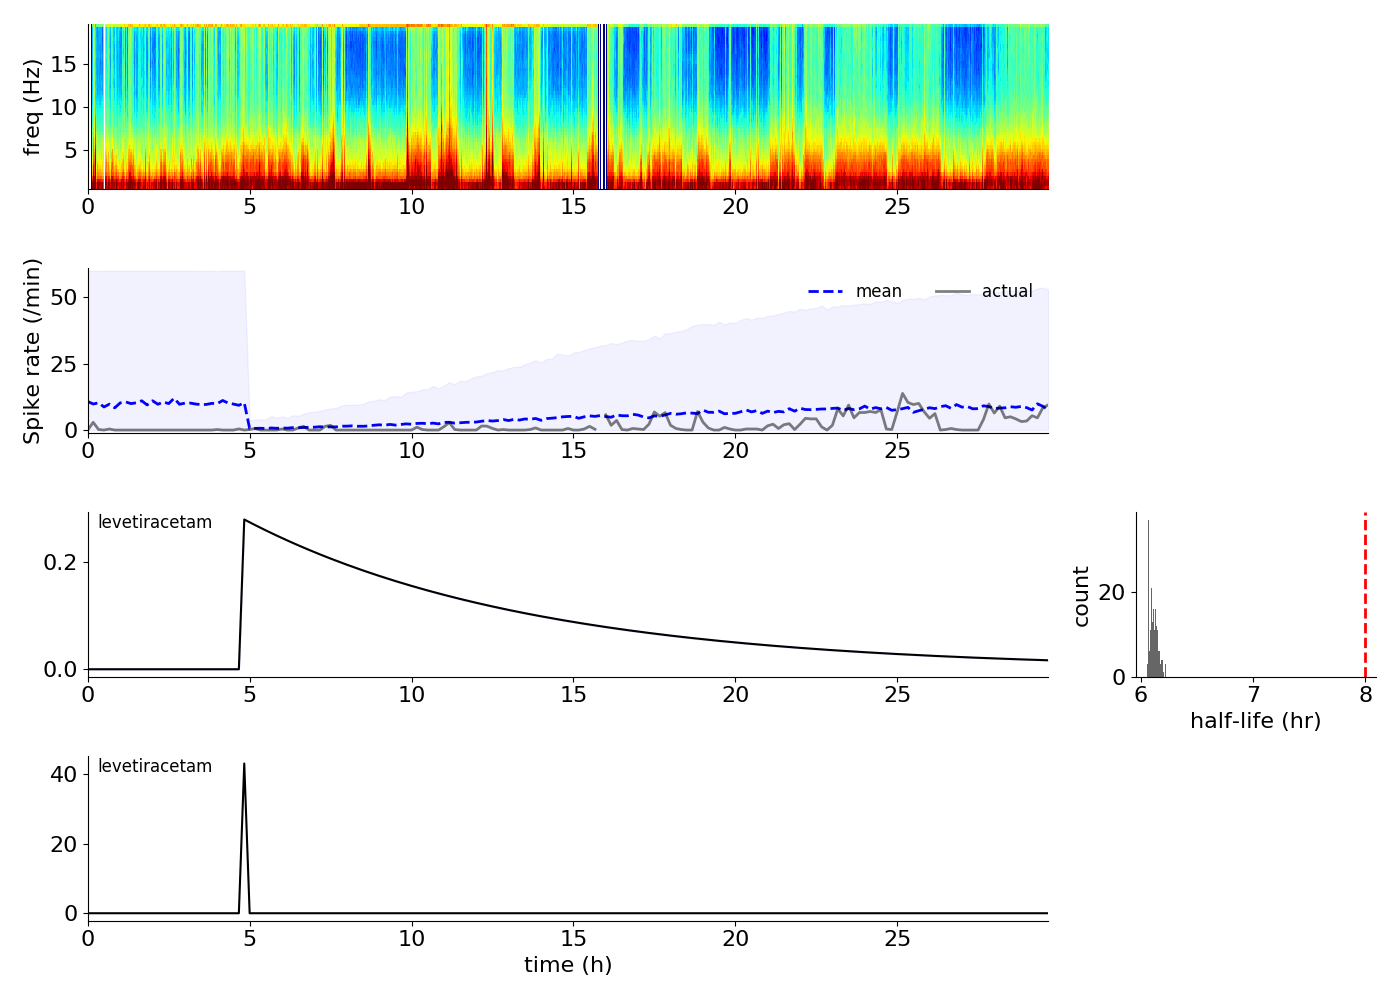 freq (Hz)
15
10
5
0 5 10 15 20 25
Spike rate (/min)
50
25
0
mean actual
0 5 10 15 20 25
levetiracetam
0.2
0.0
0 5 10 15 20 25
count
20
0
6 7 8
half-life (hr)
levetiracetam
40
20
0
0 5 10 15 20 25
time (h)